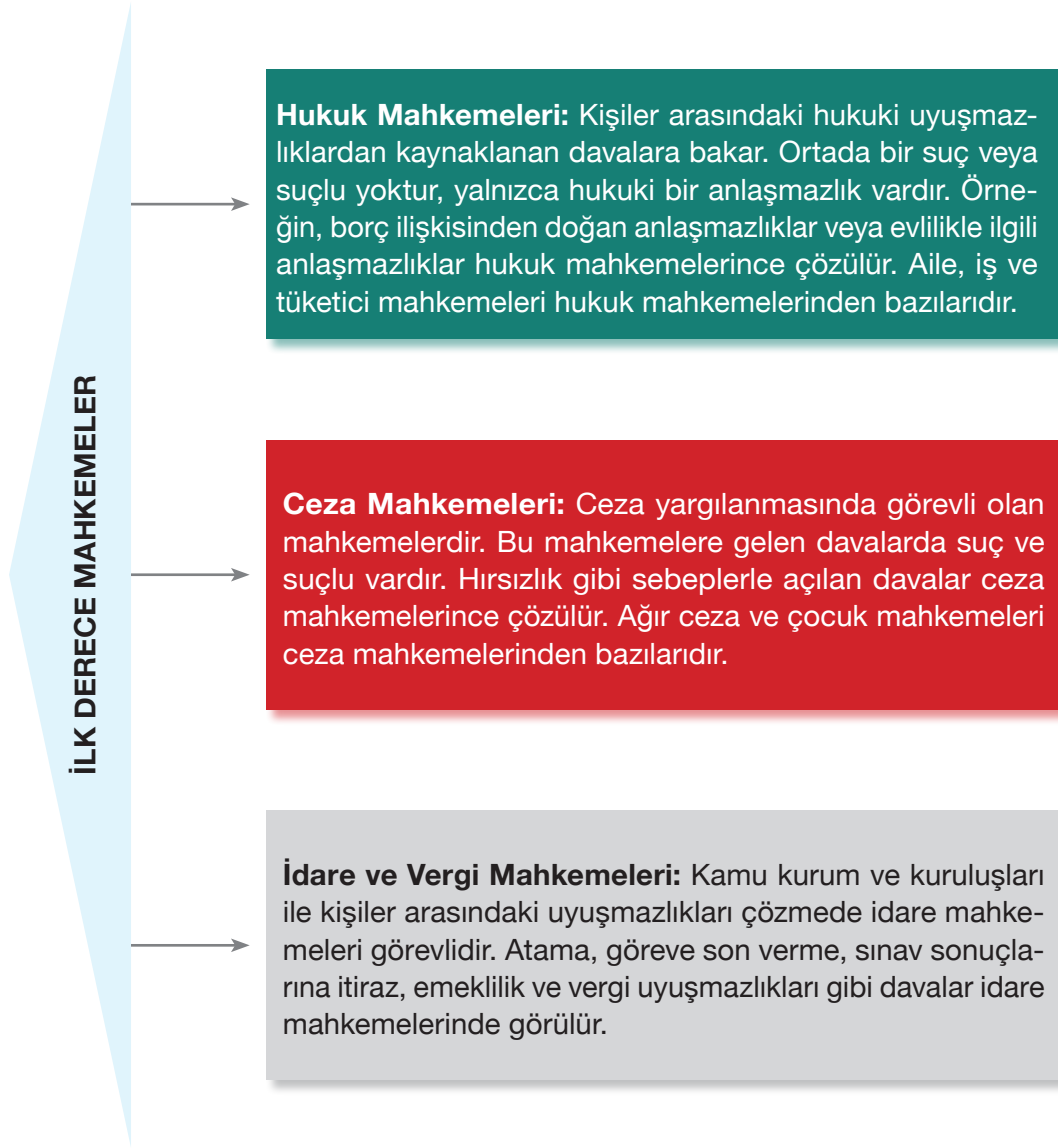 İLK DERECE MAHKEMELER
Hukuk Mahkemeleri: Kişiler arasındaki hukuki uyuşmaz-
lıklardan kaynaklanan davalara bakar. Ortada bir suç veya
suçlu yoktur, yalnızca hukuki bir anlaşmazlık vardır. Örne-
ğin, borç ilişkisinden doğan anlaşmazlıklar veya evlilikle ilgili
anlaşmazlıklar hukuk mahkemelerince çözülür. Aile, iş ve
tüketici mahkemeleri hukuk mahkemelerinden bazılarıdır.
Ceza Mahkemeleri: Ceza yargılanmasında görevli olan
mahkemelerdir. Bu mahkemelere gelen davalarda suç ve
suçlu vardır. Hırsızlık gibi sebeplerle açılan davalar ceza
mahkemelerince çözülür. Ağır ceza ve çocuk mahkemeleri
ceza mahkemelerinden bazılarıdır.
İdare ve Vergi Mahkemeleri: Kamu kurum ve kuruluşları
ile kişiler arasındaki uyuşmazlıkları çözmede idare mahke-
meleri görevlidir. Atama, göreve son verme, sınav sonuçla-
rına itiraz, emeklilik ve vergi uyuşmazlıkları gibi davalar idare
mahkemelerinde görülür.